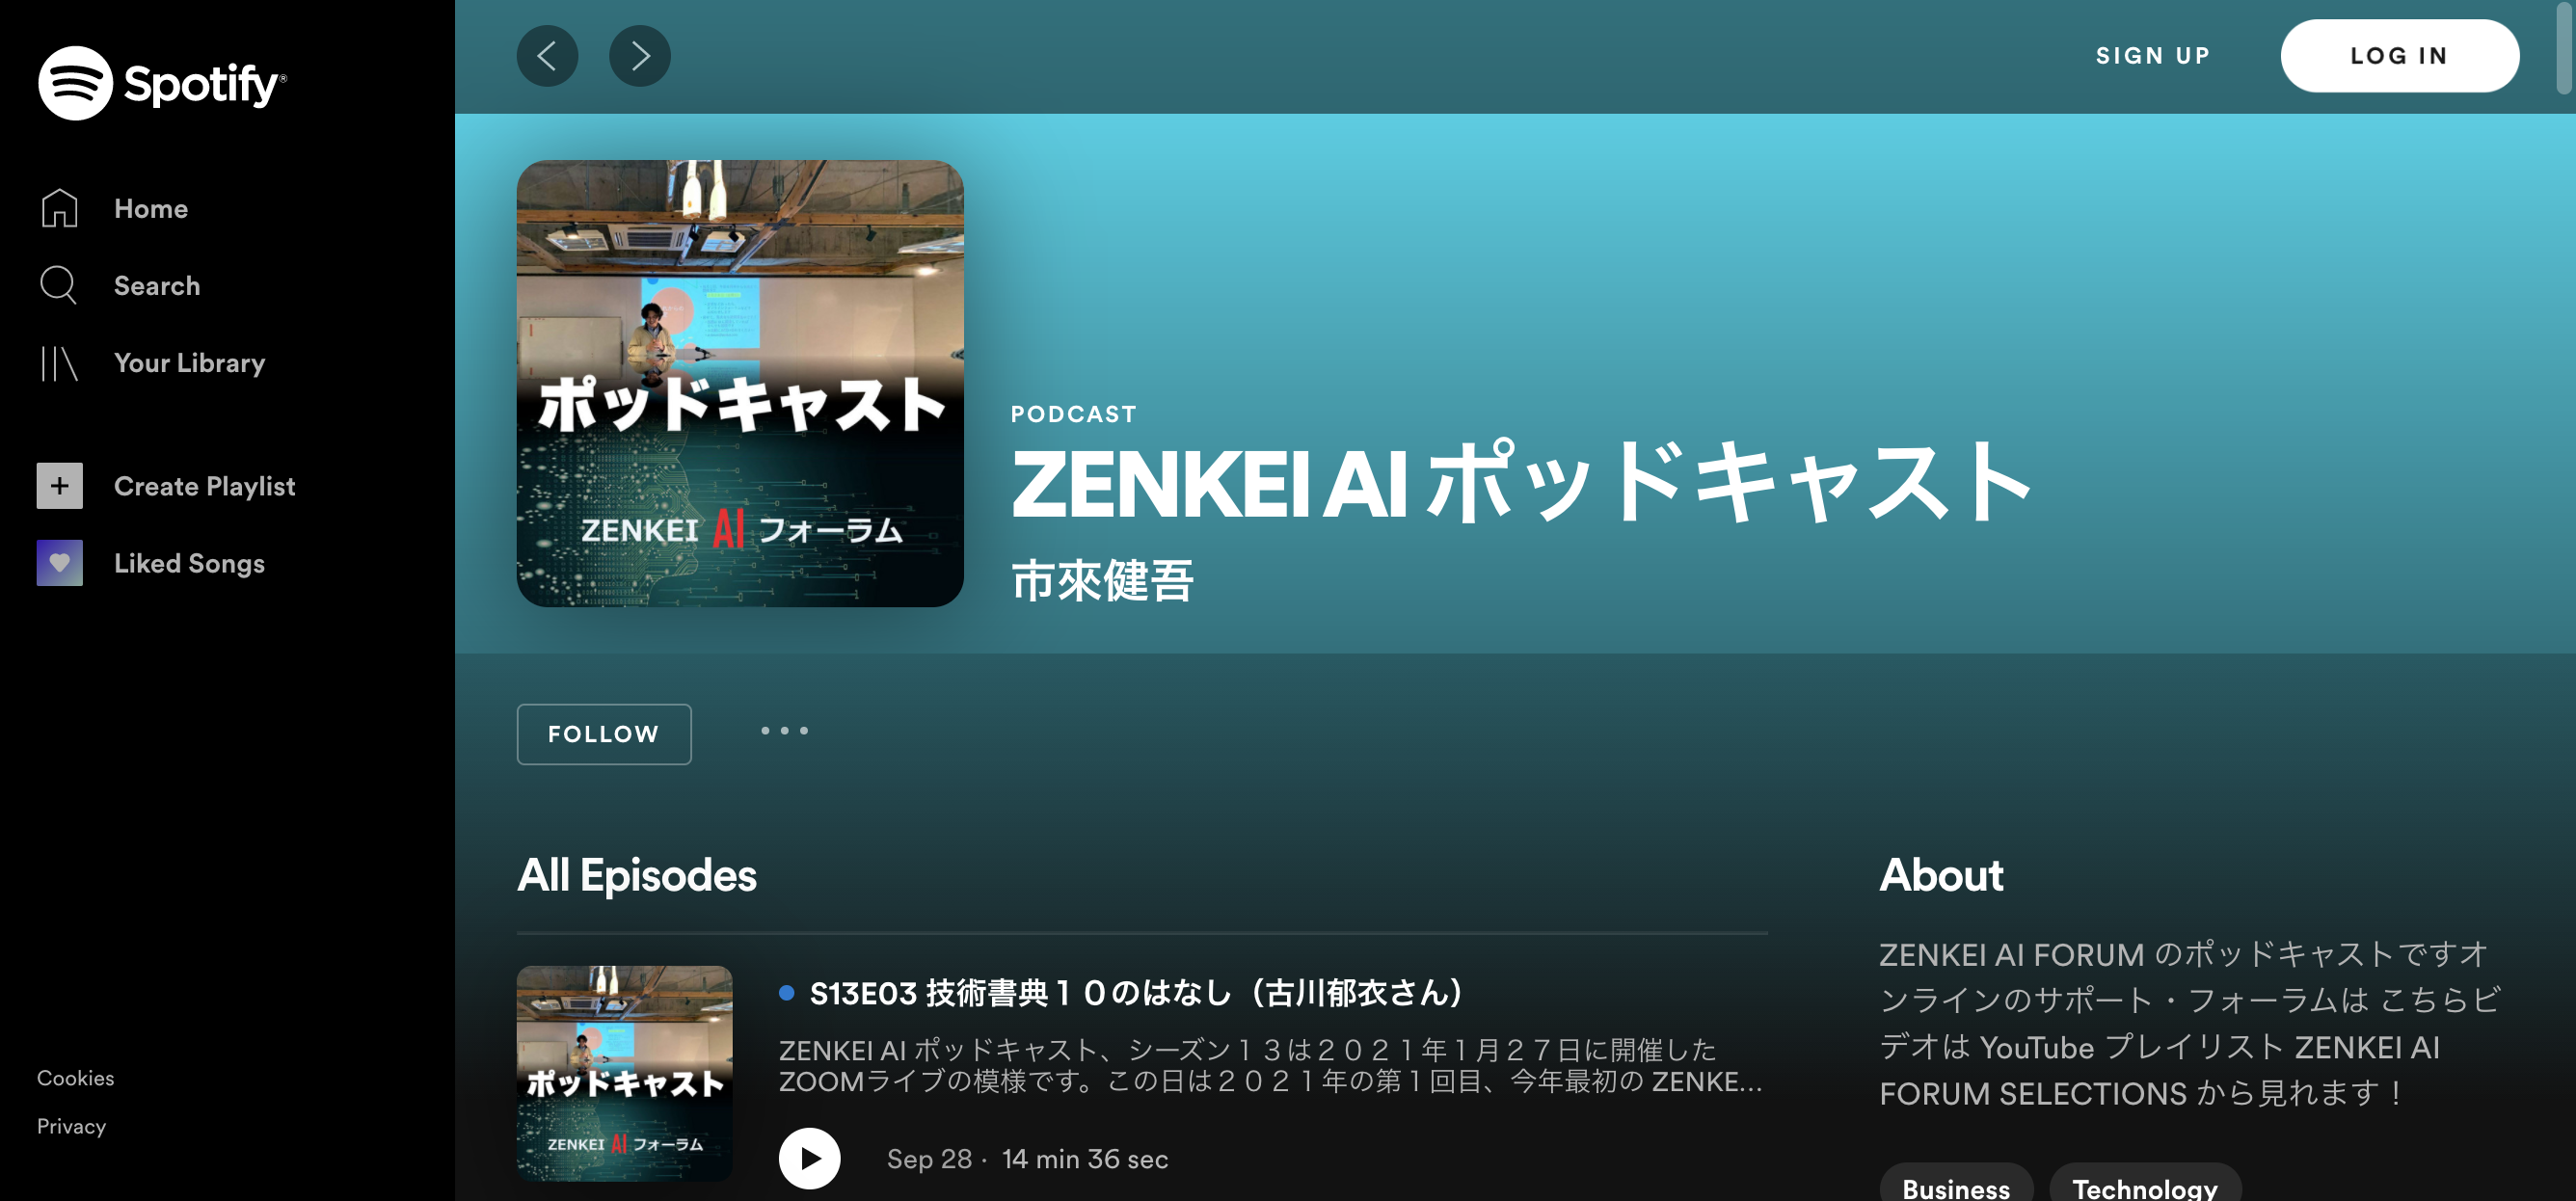 Spotify®
Home
Search
Your Library
Create Playlist
Liked Songs
Cookies
Privacy
SIGN UP
LOG IN
ポッドキャスト
ZENKEI AI フォーラム
PODCAST
ZENKEI AI ポッドキャスト
市來健吾
FOLLOW
All Episodes
ポッドキャスト
ZENKEI AI フォーラム
S13E03 技術書典１０のはなし（古川郁衣さん）
ZENKEI AI ポッドキャスト、シーズン１３は２０２１年１月２７日に開催した
ZOOMライブの模様です。この日は２０２１年の第１回目、今年最初の ZENKE...
Sep 28 · 14 min 36 sec
About
ZENKEI AI FORUM のポッドキャストですオ
ンラインのサポート・フォーラムは こちらビ
デオは YouTube プレイリスト ZENKEI AI
FORUM SELECTIONS から見れます！
Business
Technology